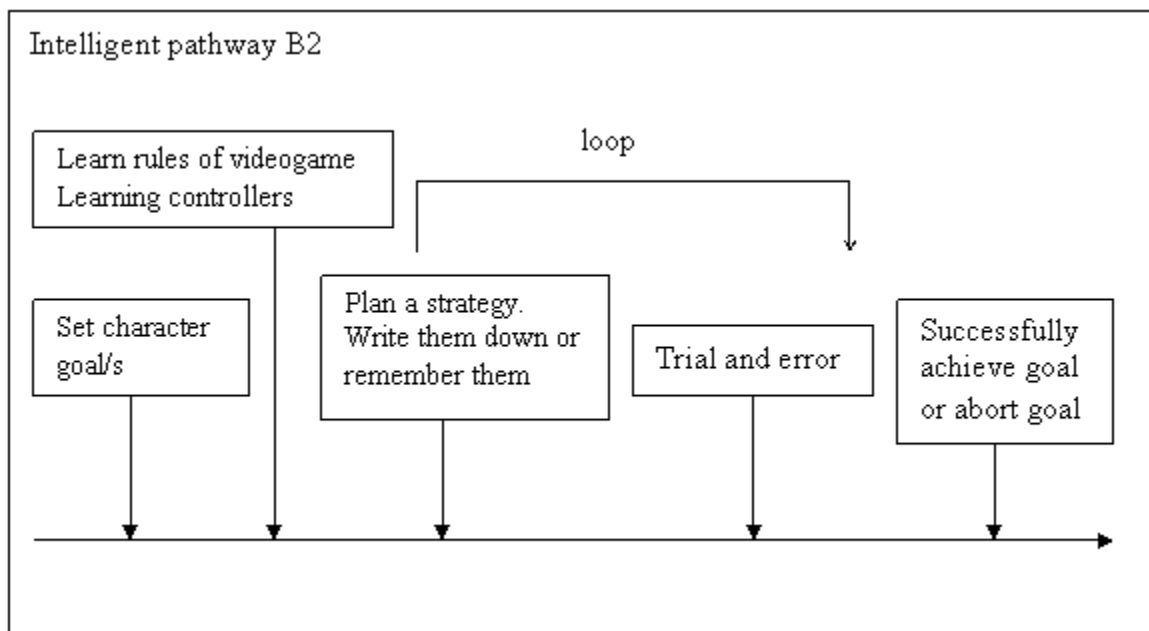 Intelligent pathway B2
loop
Learn rules of videogame
Learning controllers
Set character
goal/s
Plan a strategy.
Write them down or
remember them
Trial and error
Successfully
achieve goal
or abort goal